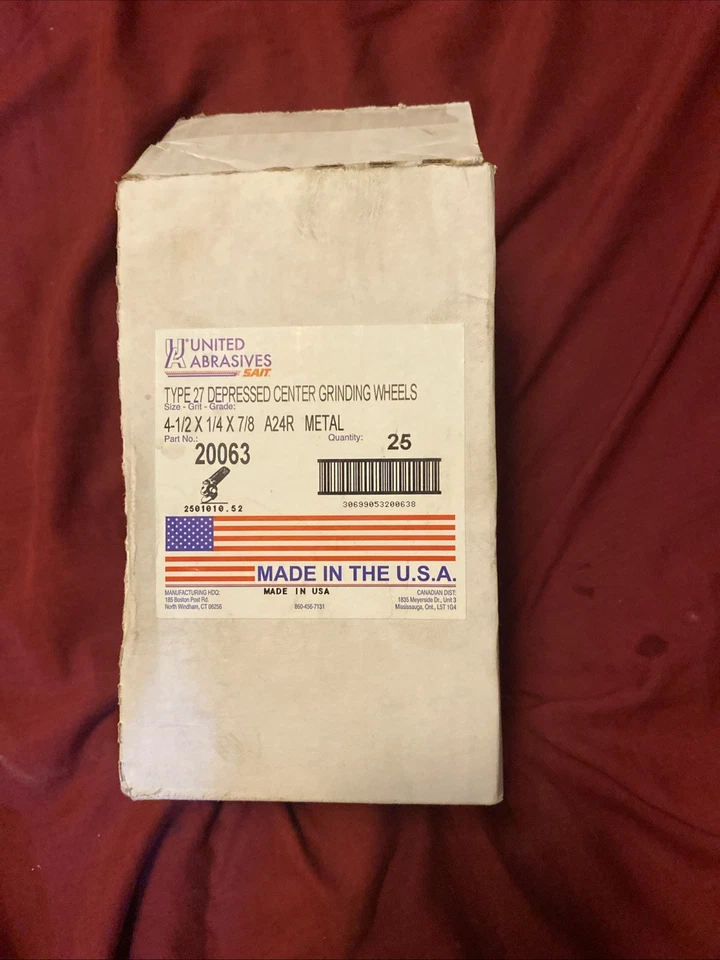 UA® UNITED
ABRASIVES
SAIT
TYPE 27 DEPRESSED CENTER GRINDING WHEELS
Size - Grit - Grade:
4-1/2 X 1/4 X 7/8 A24R METAL
Part No.:
20063
Quantity:
25
2501010.52
30699053200638
MADE IN THE U.S.A.
MADE IN USA
MANUFACTURING HDQ:
185 Boston Post Rd.
North Windham, CT 06256
860-456-7131
CANADIAN DIST:
1835 Meyerside Dr., Unit 3
Mississauga, Ont., L5T 1G4